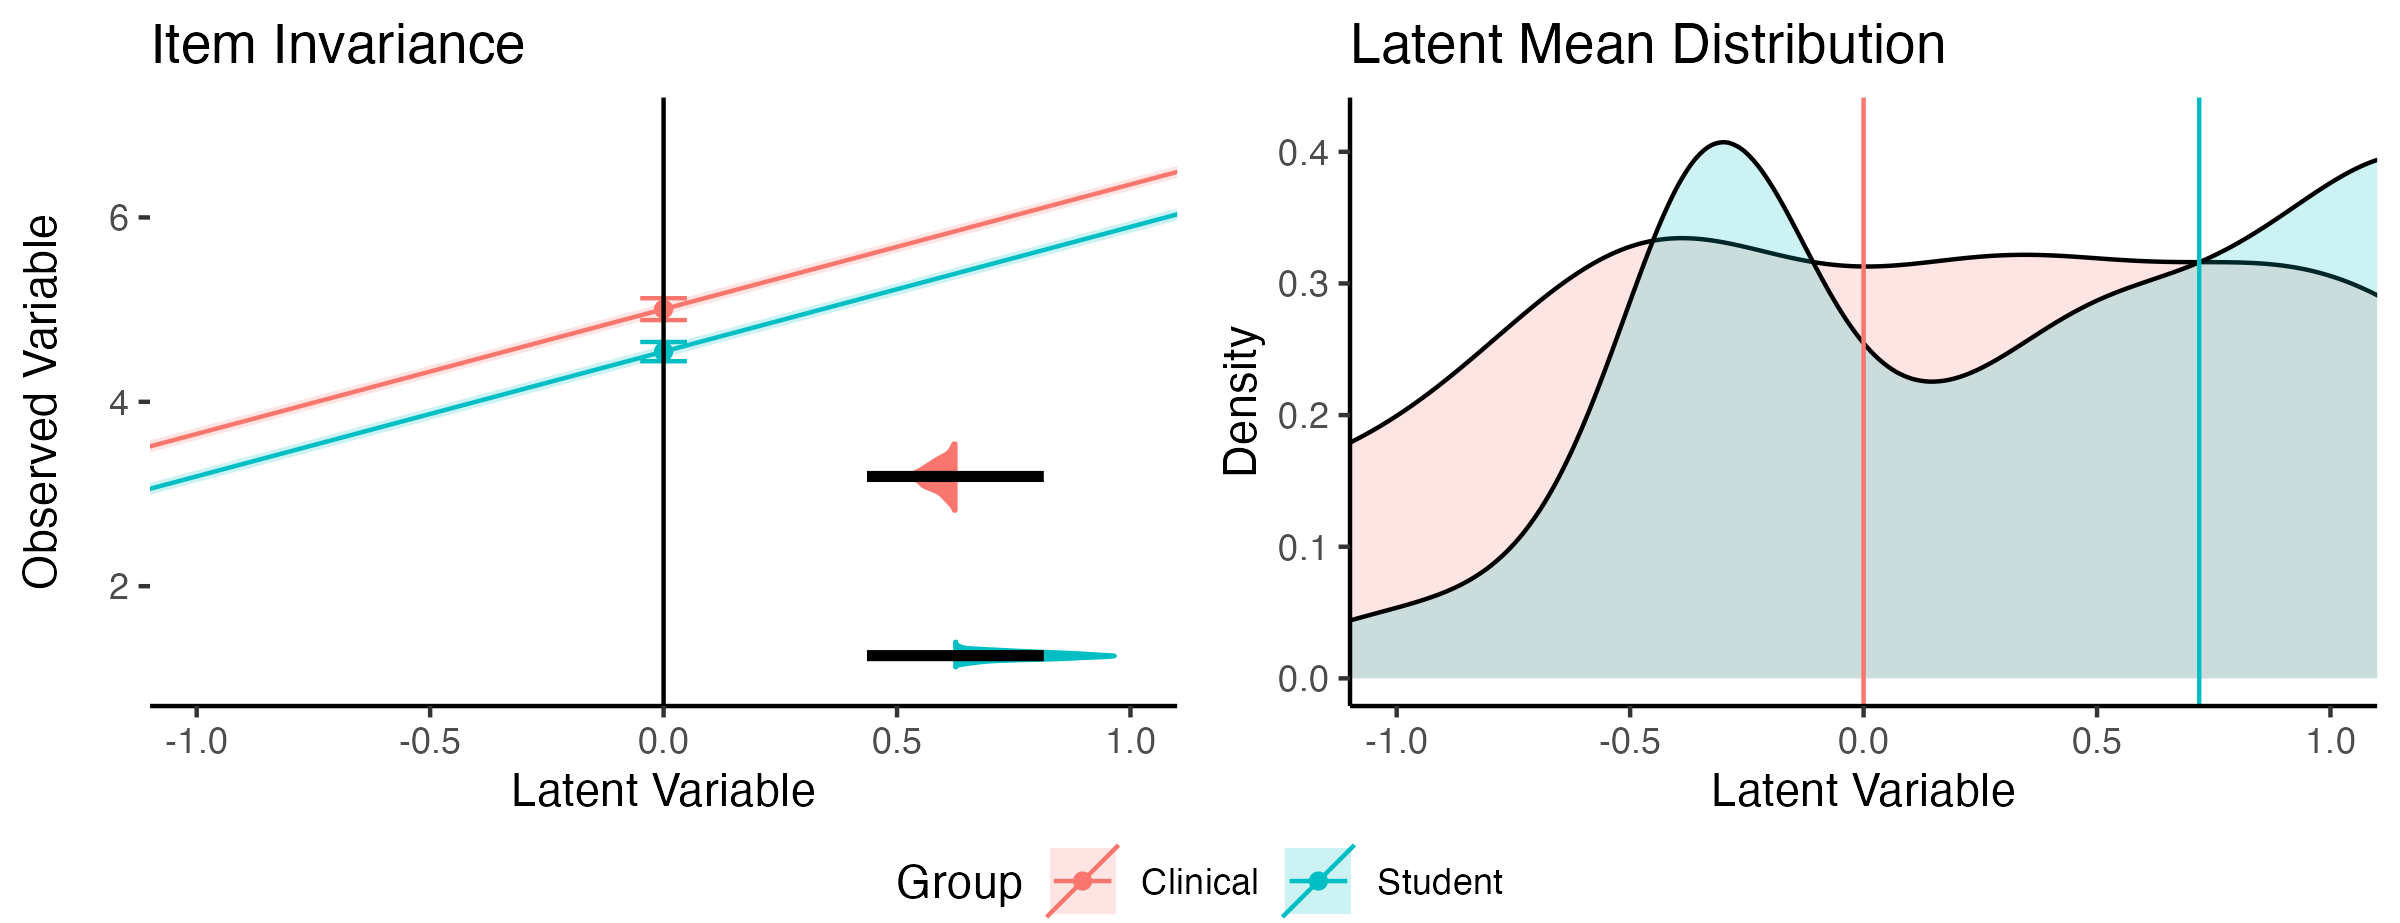 Item Invariance
Observed Variable
6
4
2
-1.0 -0.5 0.0 0.5 1.0
Latent Variable
Latent Mean Distribution
Density
0.4
0.3
0.2
0.1
0.0
-1.0 -0.5 0.0 0.5 1.0
Latent Variable
Group Clinical Student